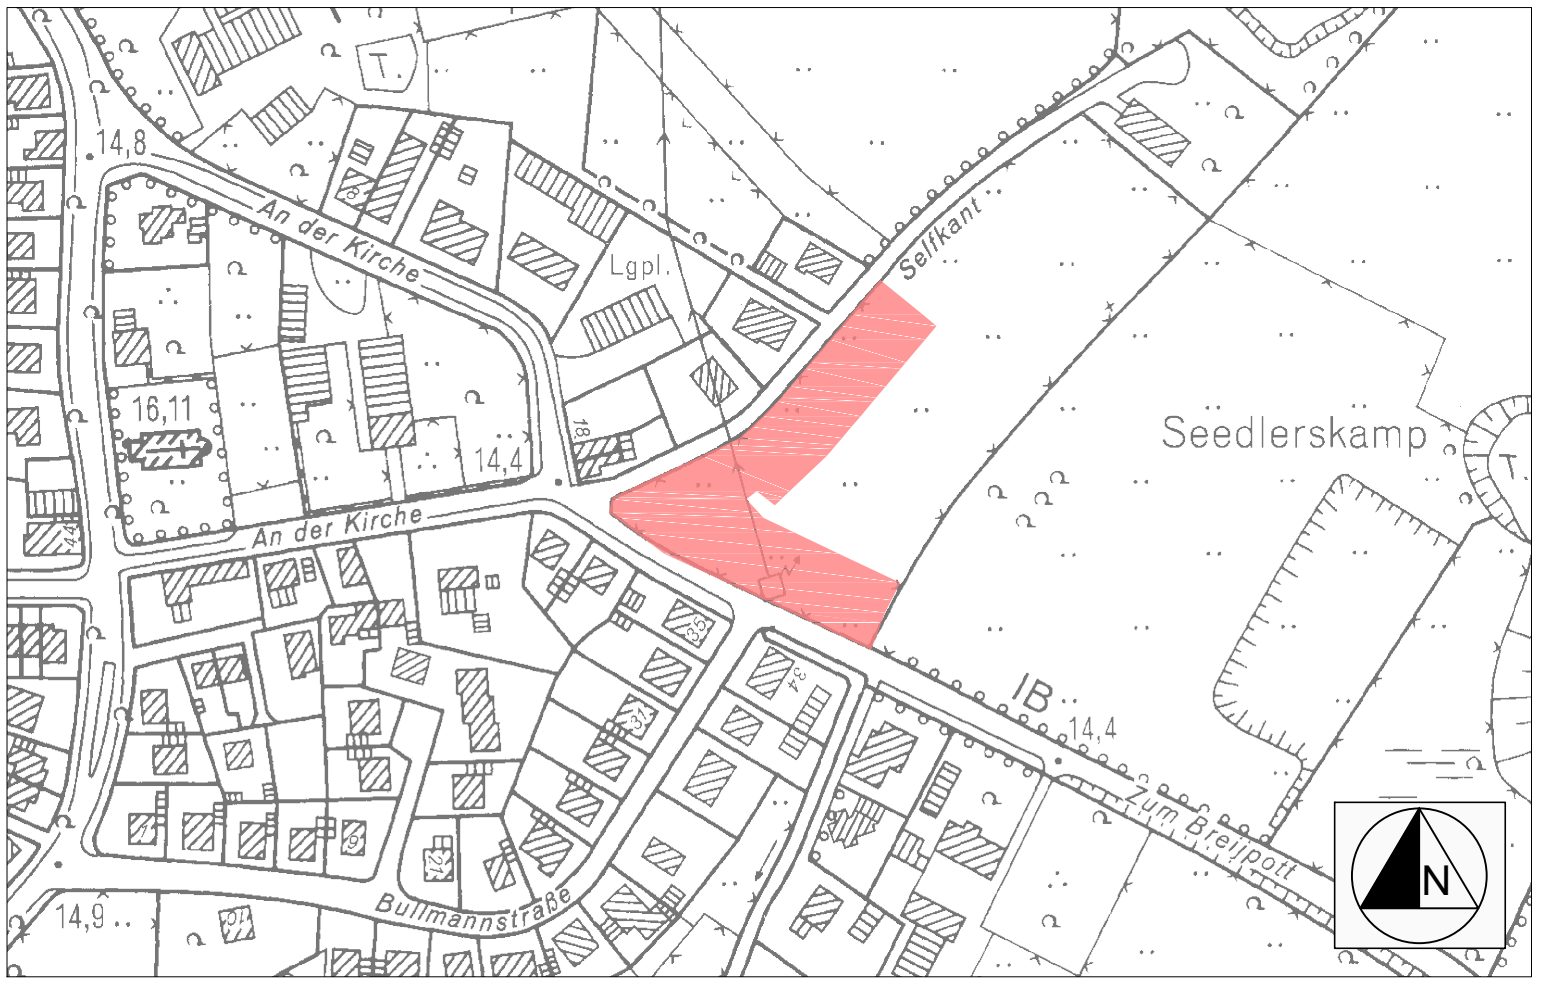 T.
14,8
An der Kirche
8
Selfkant
Lgpl.
16,11
18
14,4
Seedlerskamp
T
An der Kirche
44
35
34
37
IB
14,4
Zum Breijpott
1
9
21
Bullmannstraße
14,9
10
N